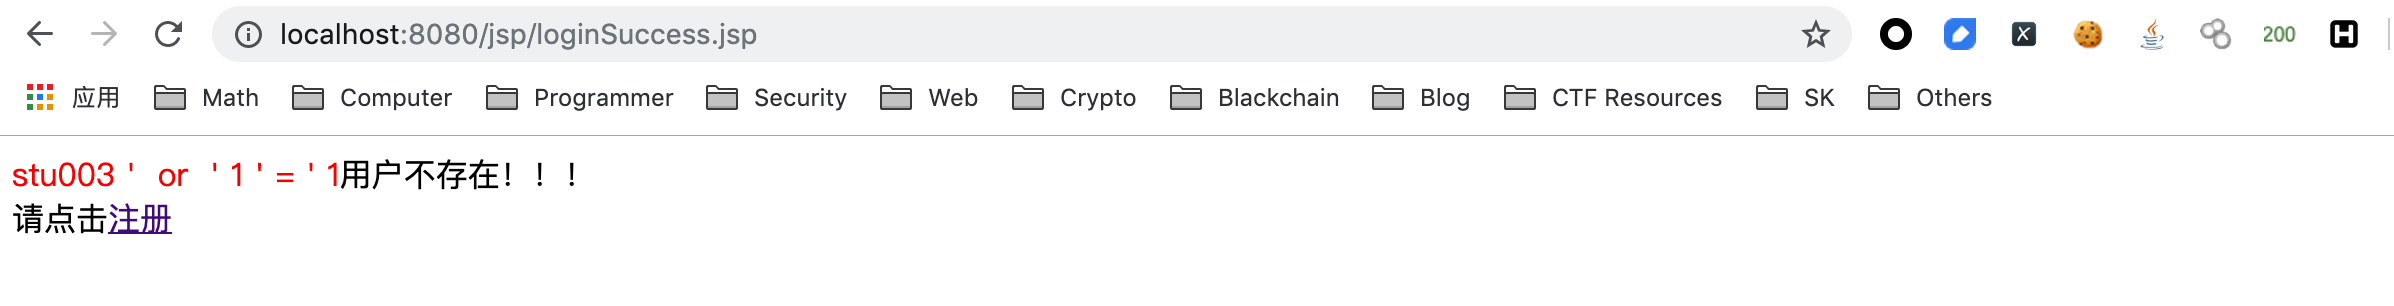 localhost:8080/jsp/loginSuccess.jsp 200
应用 Math Computer Programmer Security Web Crypto Blackchain Blog CTF Resources SK Others
stu003 ' or ' 1 ' = ' 1用户不存在！！！
请点击注册